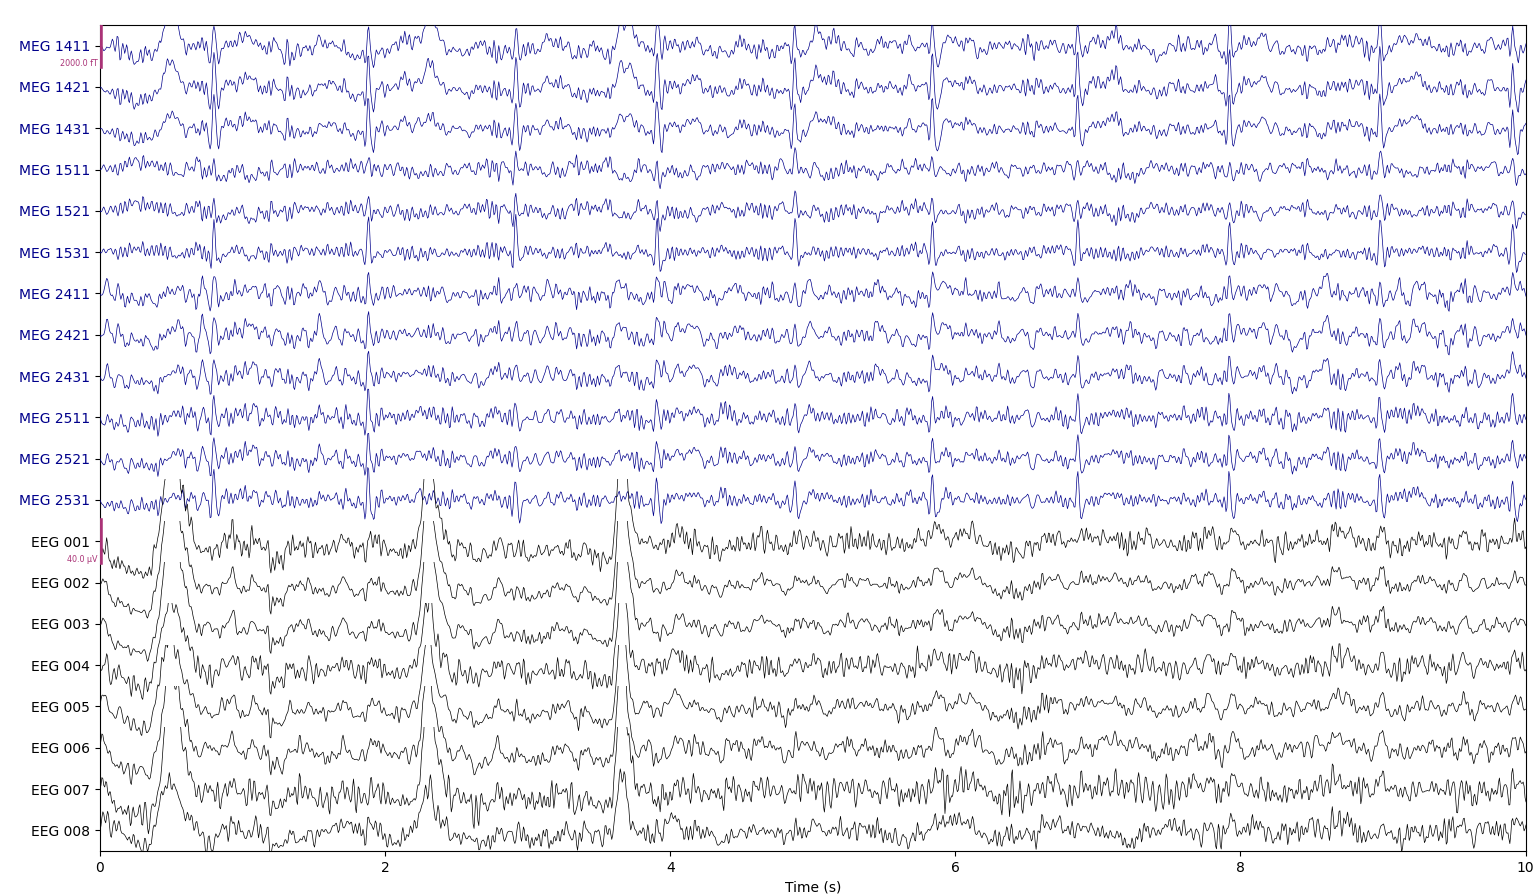 MEG 1411
2000.0 fT
MEG 1421
MEG 1431
MEG 1511
MEG 1521
MEG 1531
MEG 2411
MEG 2421
MEG 2431
MEG 2511
MEG 2521
MEG 2531
EEG 001
40.0 µV
EEG 002
EEG 003
EEG 004
EEG 005
EEG 006
EEG 007
EEG 008
0 2 4 6 8 10
Time (s)